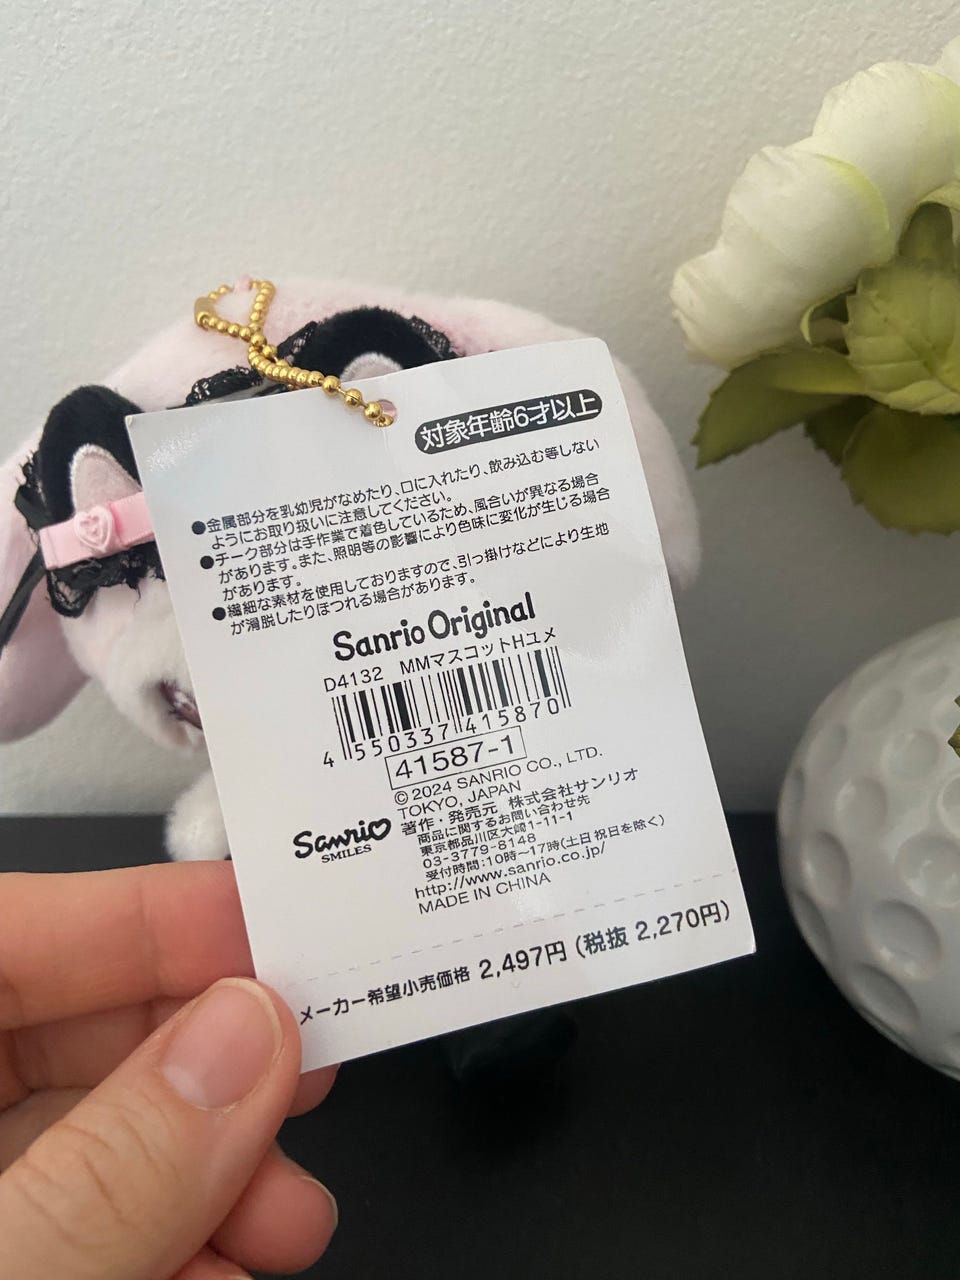 対象年齢6才以上
●金属部分を乳幼児がなめたり、口に入れたり、飲み込む等しない
ようにお取り扱いに注意してください。
●チーク部分は手作業で着色しているため、風合いが異なる場合
があります。また、照明等の影響により色味に変化が生じる場合
があります。
●繊細な素材を使用しておりますので、引っ掛けなどにより生地
が滑脱したりほつれる場合があります。
Sanrio Original
D4132 MMマスコットHユメ
4 550337 415870
41587-1
© 2024 SANRIO CO., LTD.
TOKYO, JAPAN
著作・発売元 株式会社サンリオ
商品に関するお問い合わせ先
東京都品川区大崎1-11-1
03-3779-8148
受付時間:10時~17時(土日祝日を除く)
http://www.sanrio.co.jp/
MADE IN CHINA
Sanrio
SMILES
メーカー希望小売価格 2,497円 (税抜 2,270円)